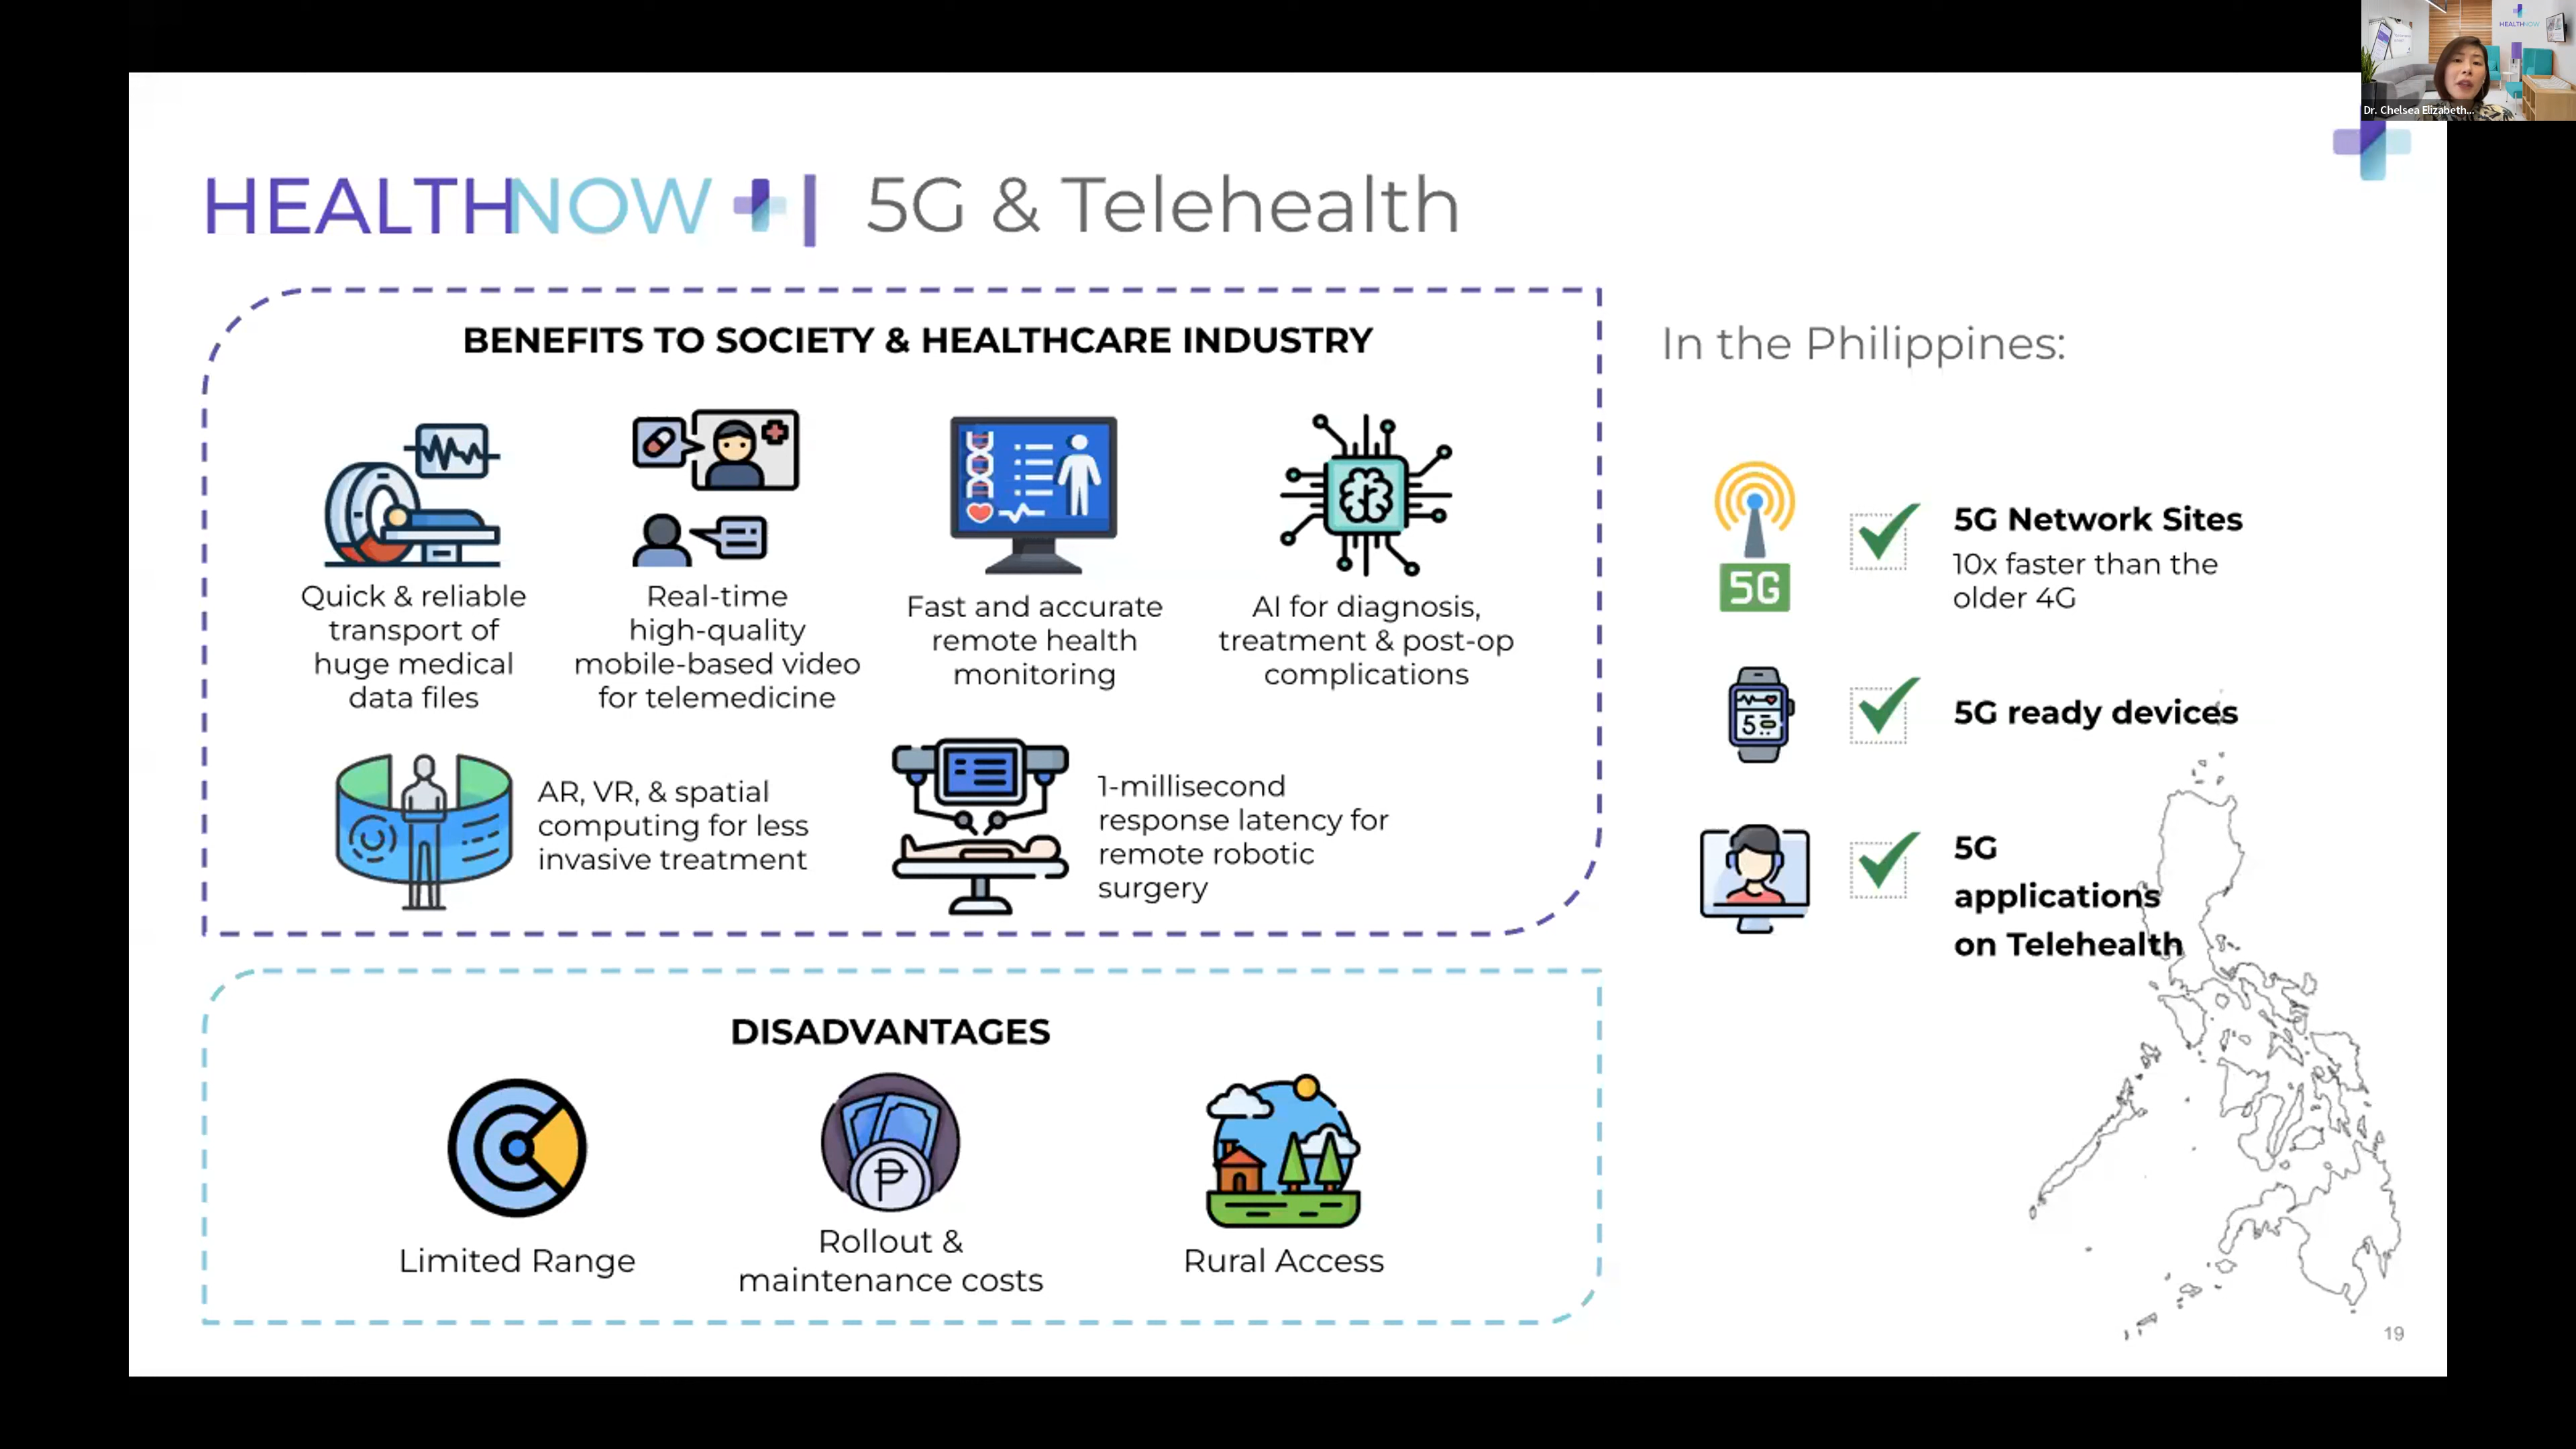 HEALTHNOW
Dr. Chelsea Elizabeth...
HEALTHNOW | 5G & Telehealth
BENEFITS TO SOCIETY & HEALTHCARE INDUSTRY
Quick & reliable
transport of
huge medical
data files
Real-time
high-quality
mobile-based video
for telemedicine
Fast and accurate
remote health
monitoring
AI for diagnosis,
treatment & post-op
complications
AR, VR, & spatial
computing for less
invasive treatment
1-millisecond
response latency for
remote robotic
surgery
DISADVANTAGES
Limited Range
₱
Rollout &
maintenance costs
Rural Access
In the Philippines:
5G
5G Network Sites
10x faster than the
older 4G
5G ready devices
5G
applications
on Telehealth
19